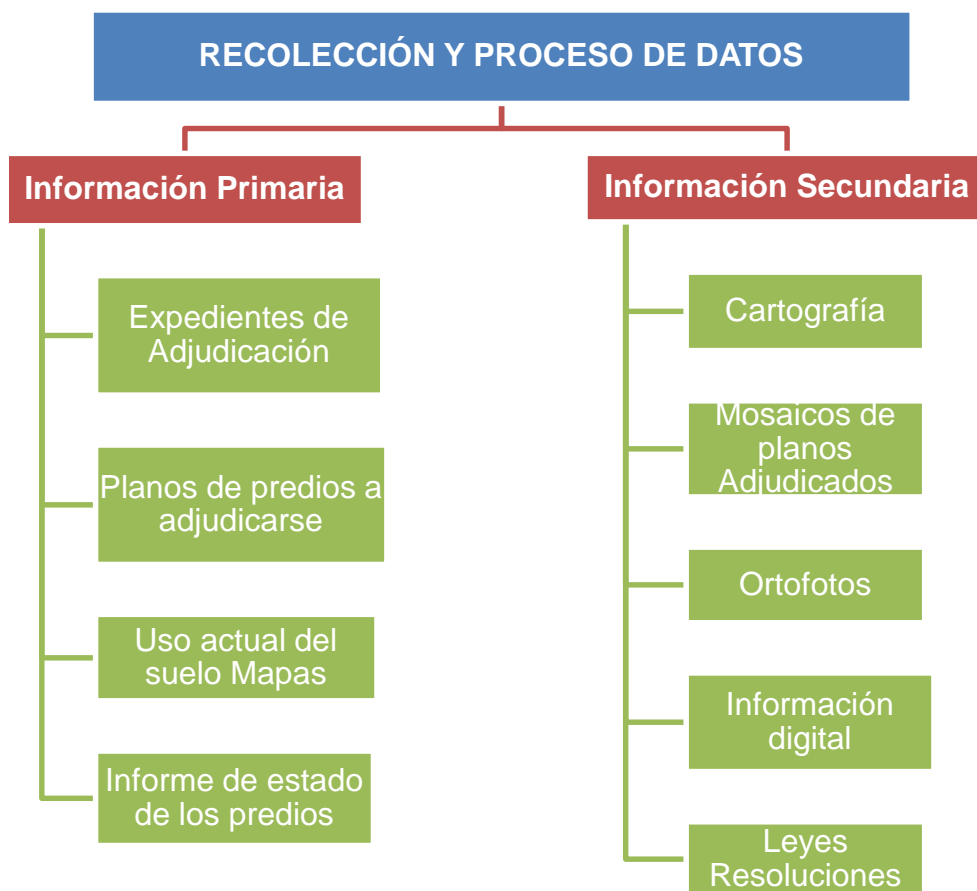 RECOLECCIÓN Y PROCESO DE DATOS
Información Primaria
Expedientes de
Adjudicación
Planos de predios a
adjudicarse
Uso actual del
suelo Mapas
Informe de estado
de los predios
Información Secundaria
Cartografía
Mosaicos de
planos
Adjudicados
Ortofotos
Información
digital
Leyes
Resoluciones